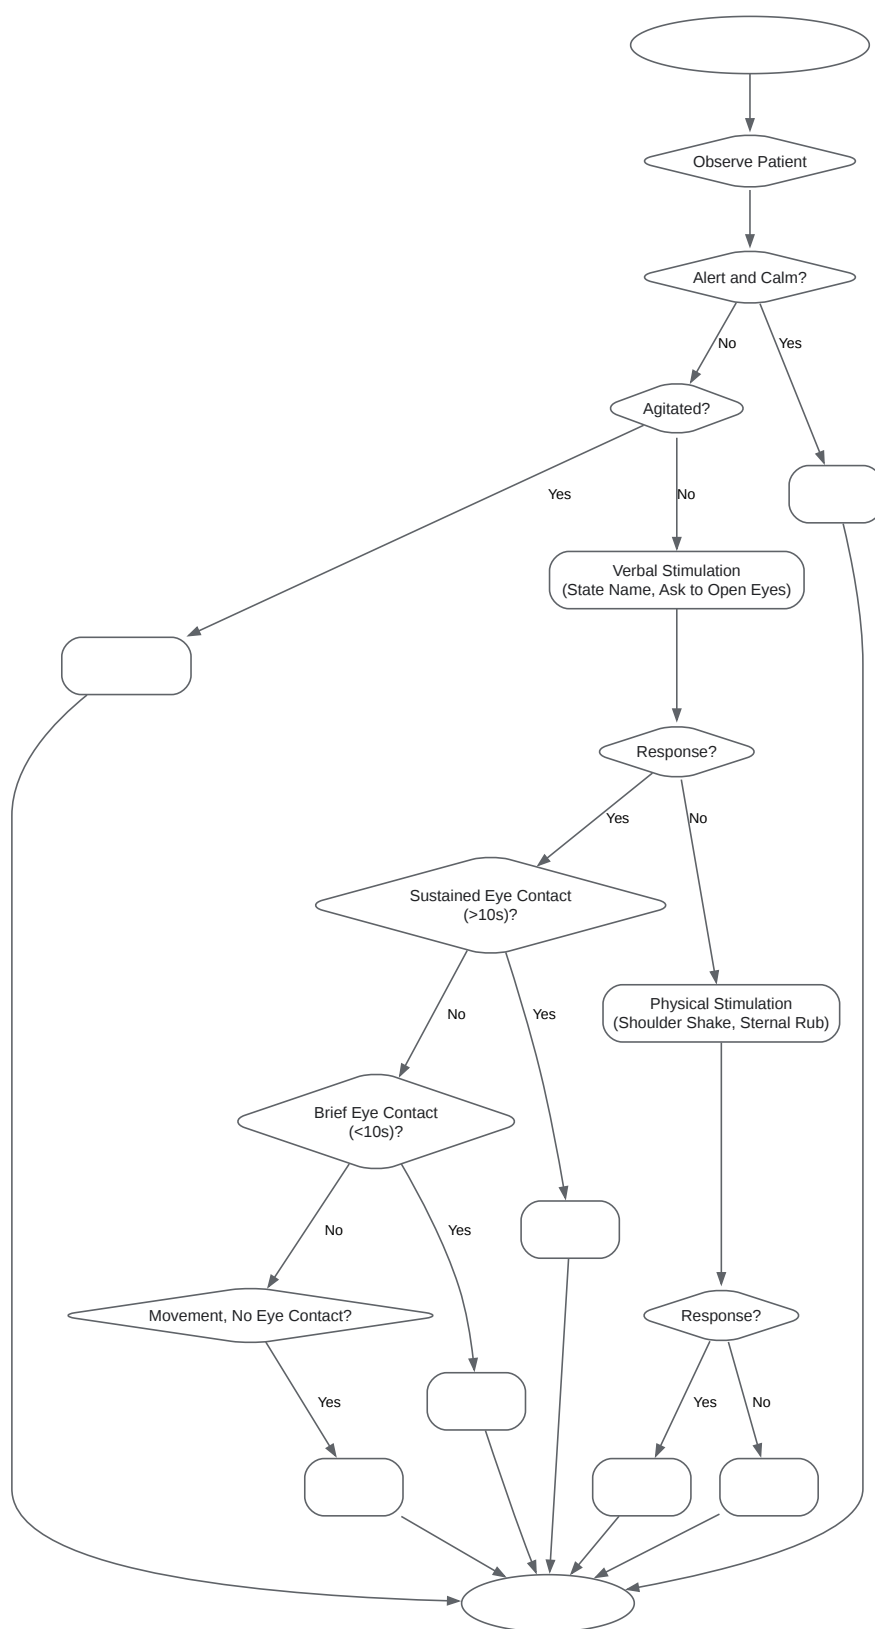 Observe Patient
Alert and Calm?
No
Yes
Agitated?
Yes
No
Verbal Stimulation
(State Name, Ask to Open Eyes)
Response?
Yes
No
Sustained Eye Contact
(>10s)?
Physical Stimulation
(Shoulder Shake, Sternal Rub)
No
Yes
Brief Eye Contact
(<10s)?
No
Yes
Movement, No Eye Contact?
Response?
Yes
Yes
No